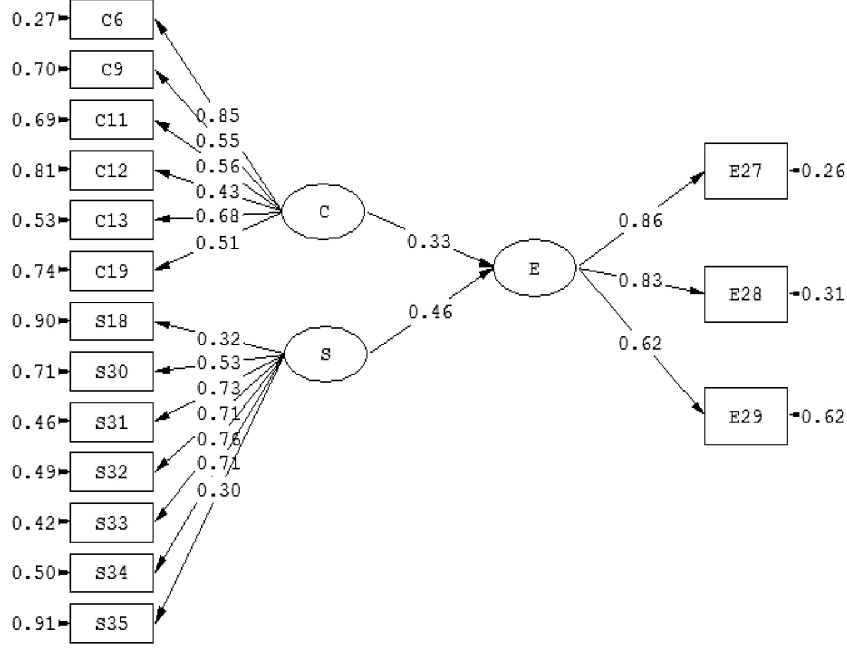 0.27 C6
0.70 C9
0.69 C11
0.81 C12
0.53 C13
0.74 C19
0.90 S18
0.71 S30
0.46 S31
0.49 S32
0.42 S33
0.50 S34
0.91 S35
0.85
0.55
0.56
0.43
0.68
0.51
0.32
0.53
0.73
0.71
0.76
0.71
0.30
C
S
0.33
0.46
E
0.86
0.83
0.62
E27 0.26
E28 0.31
E29 0.62